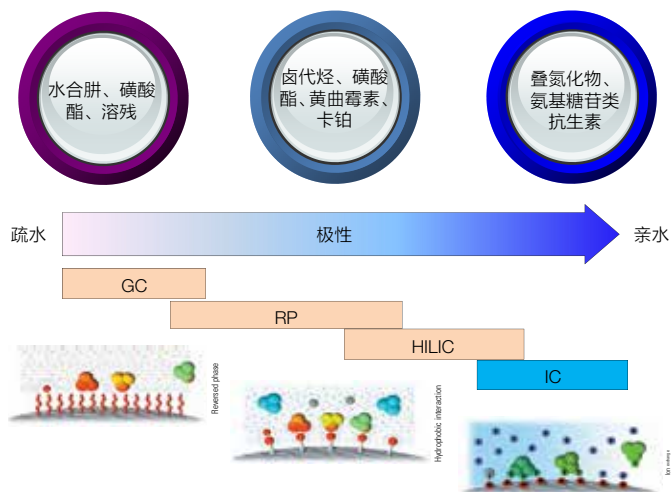 水合肼、磺酸
酯、溶残
卤代烃、磺酸
酯、黄曲霉素、
卡铂
叠氮化物、
氨基糖苷类
抗生素
疏水
极性
亲水
GC
RP
HILIC
IC
Reversed phase
Hydrophobic interaction